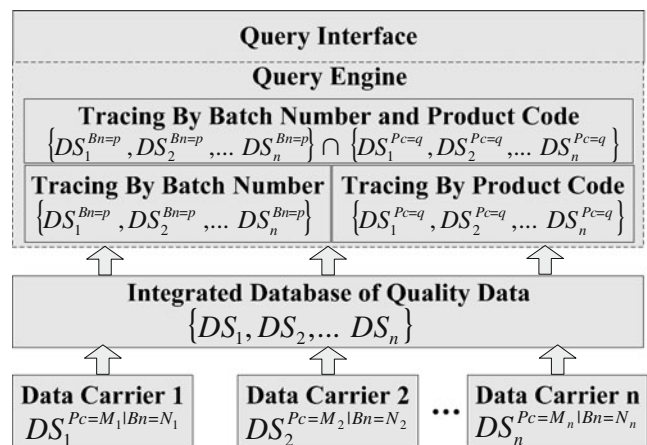 Query Interface
Query Engine
Tracing By Batch Number and Product Code
{DS₁^{Bn=p}, DS₂^{Bn=p},... DSₙ^{Bn=p}} ∩ {DS₁^{Pc=q}, DS₂^{Pc=q},... DSₙ^{Pc=q}}
Tracing By Batch Number
{DS₁^{Bn=p}, DS₂^{Bn=p},... DSₙ^{Bn=p}}
Tracing By Product Code
{DS₁^{Pc=q}, DS₂^{Pc=q},... DSₙ^{Pc=q}}
Integrated Database of Quality Data
{DS₁, DS₂,... DSₙ}
Data Carrier 1
DS₁^{Pc=M₁|Bn=N₁}
Data Carrier 2
DS₂^{Pc=M₂|Bn=N₂}
...
Data Carrier n
DSₙ^{Pc=Mₙ|Bn=Nₙ}